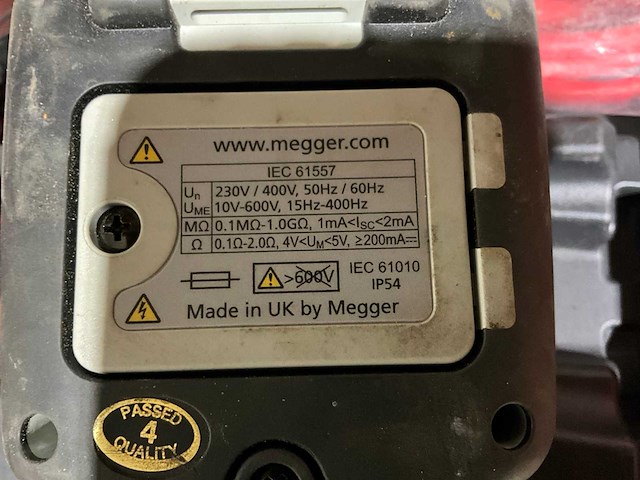 www.megger.com
IEC 61557
Un 230V / 400V, 50Hz / 60Hz
UME 10V-600V, 15Hz-400Hz
MΩ 0.1MΩ-1.0GΩ, 1mA<ISC<2mA
Ω 0.1Ω-2.0Ω, 4V<UM<5V, ≥200mA⎓
>600V IEC 61010
IP54
Made in UK by Megger
PASSED
4
QUALITY